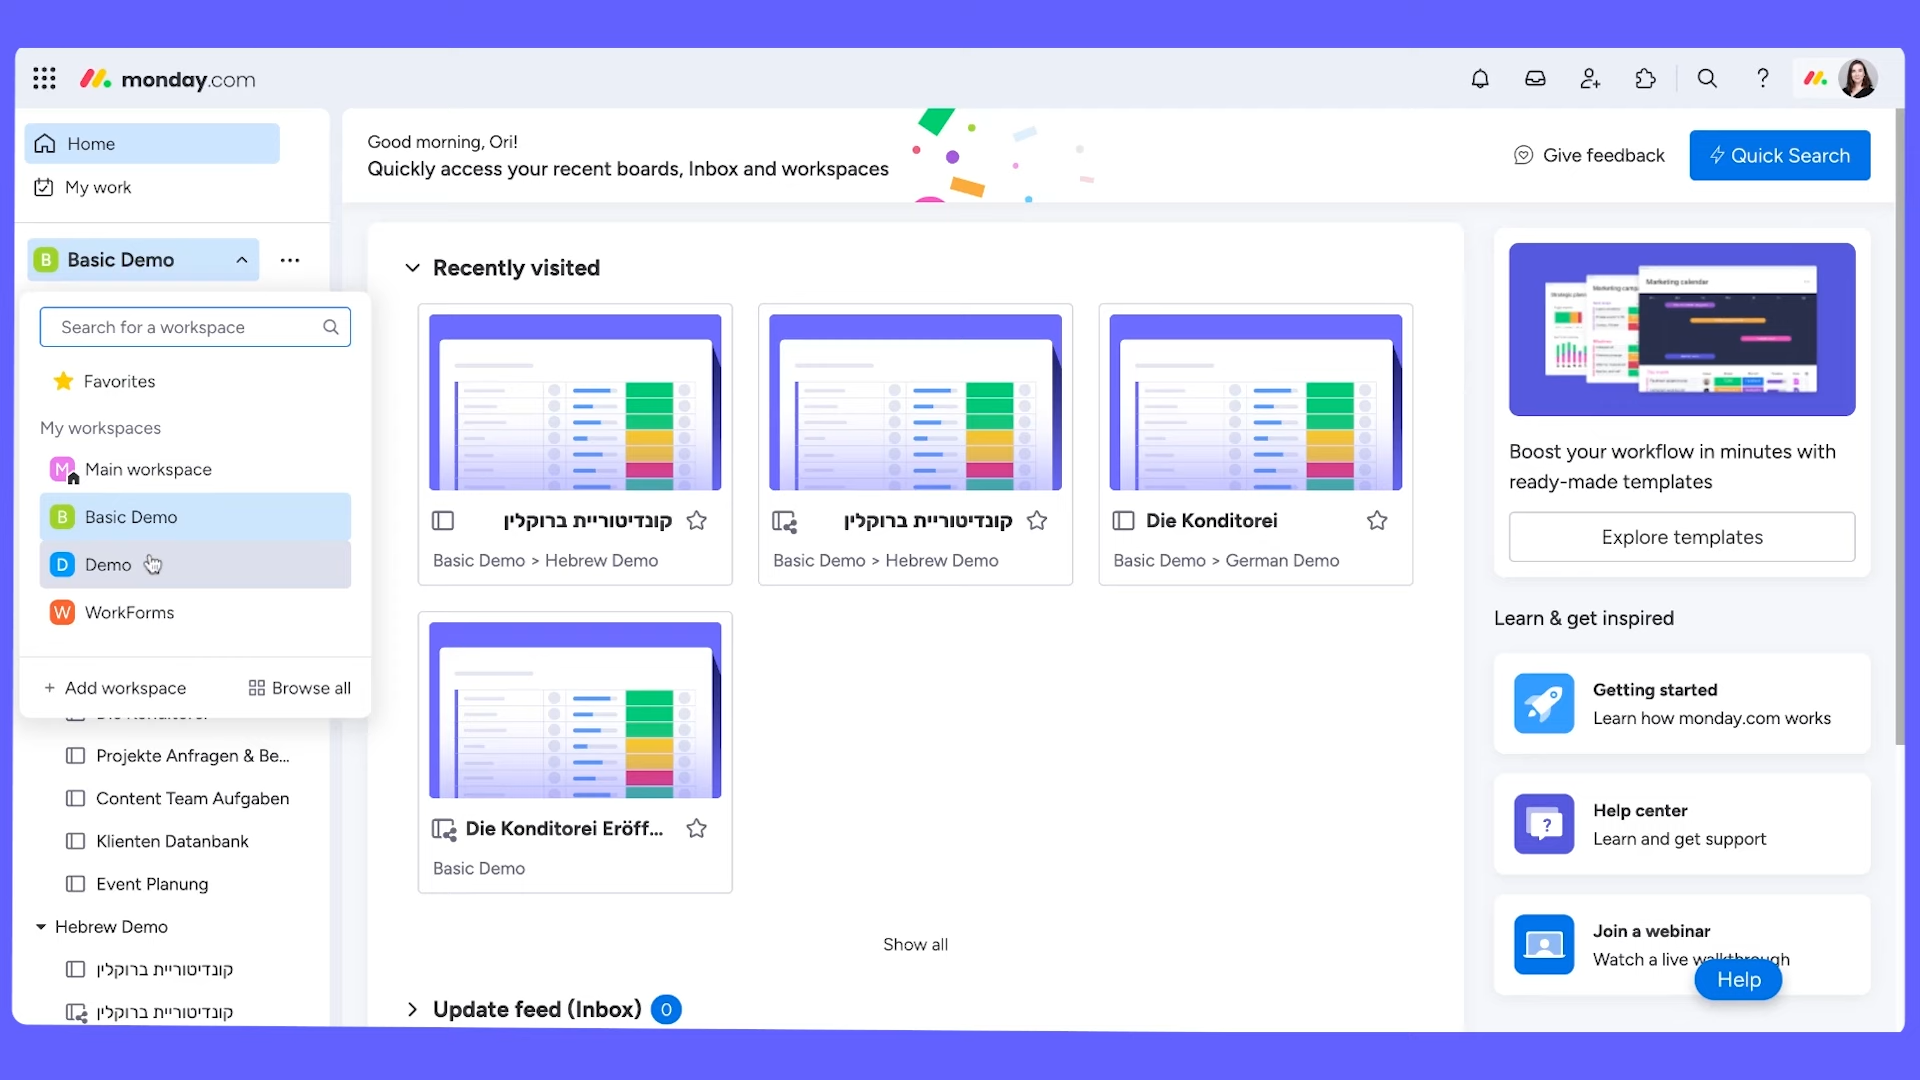 monday.com
Home
My work
B Basic Demo
Search for a workspace
Favorites
My workspaces
M Main workspace
B Basic Demo
D Demo
W WorkForms
+ Add workspace
Browse all
Projekte Anfragen & Be...
Content Team Aufgaben
Klienten Datanbank
Event Planung
Hebrew Demo
קונדיטוריית ברוקלין
קונדיטוריית ברוקלין
Good morning, Ori!
Quickly access your recent boards, Inbox and workspaces
Give feedback
Quick Search
Recently visited
קונדיטוריית ברוקלין
Basic Demo > Hebrew Demo
קונדיטוריית ברוקלין
Basic Demo > Hebrew Demo
Die Konditorei
Basic Demo > German Demo
Die Konditorei Eröff...
Basic Demo
Show all
Update feed (Inbox) 0
Marketing calendar
Boost your workflow in minutes with
ready-made templates
Explore templates
Learn & get inspired
Getting started
Learn how monday.com works
Help center
Learn and get support
Join a webinar
Watch a live walkthrough
Help